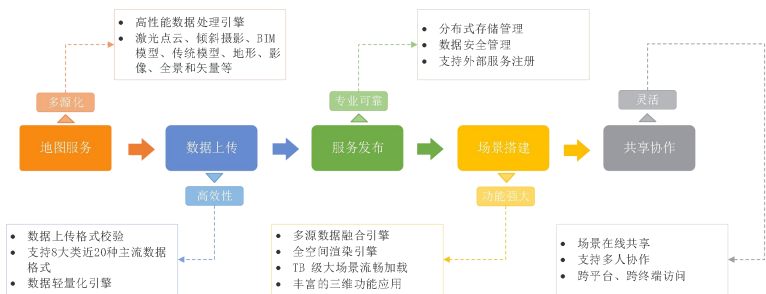 • 高性能数据处理引擎
• 激光点云、倾斜摄影、BIM
模型、传统模型、地形、影
像、全景和矢量等
• 分布式存储管理
• 数据安全管理
• 支持外部服务注册
多源化
专业可靠
灵活
地图服务
数据上传
服务发布
场景搭建
共享协作
高效性
功能强大
• 数据上传格式校验
• 支持8大类近20种主流数据
格式
• 数据轻量化引擎
• 多源数据融合引擎
• 全空间渲染引擎
• TB 级大场景流畅加载
• 丰富的三维功能应用
• 场景在线共享
• 支持多人协作
• 跨平台、跨终端访问